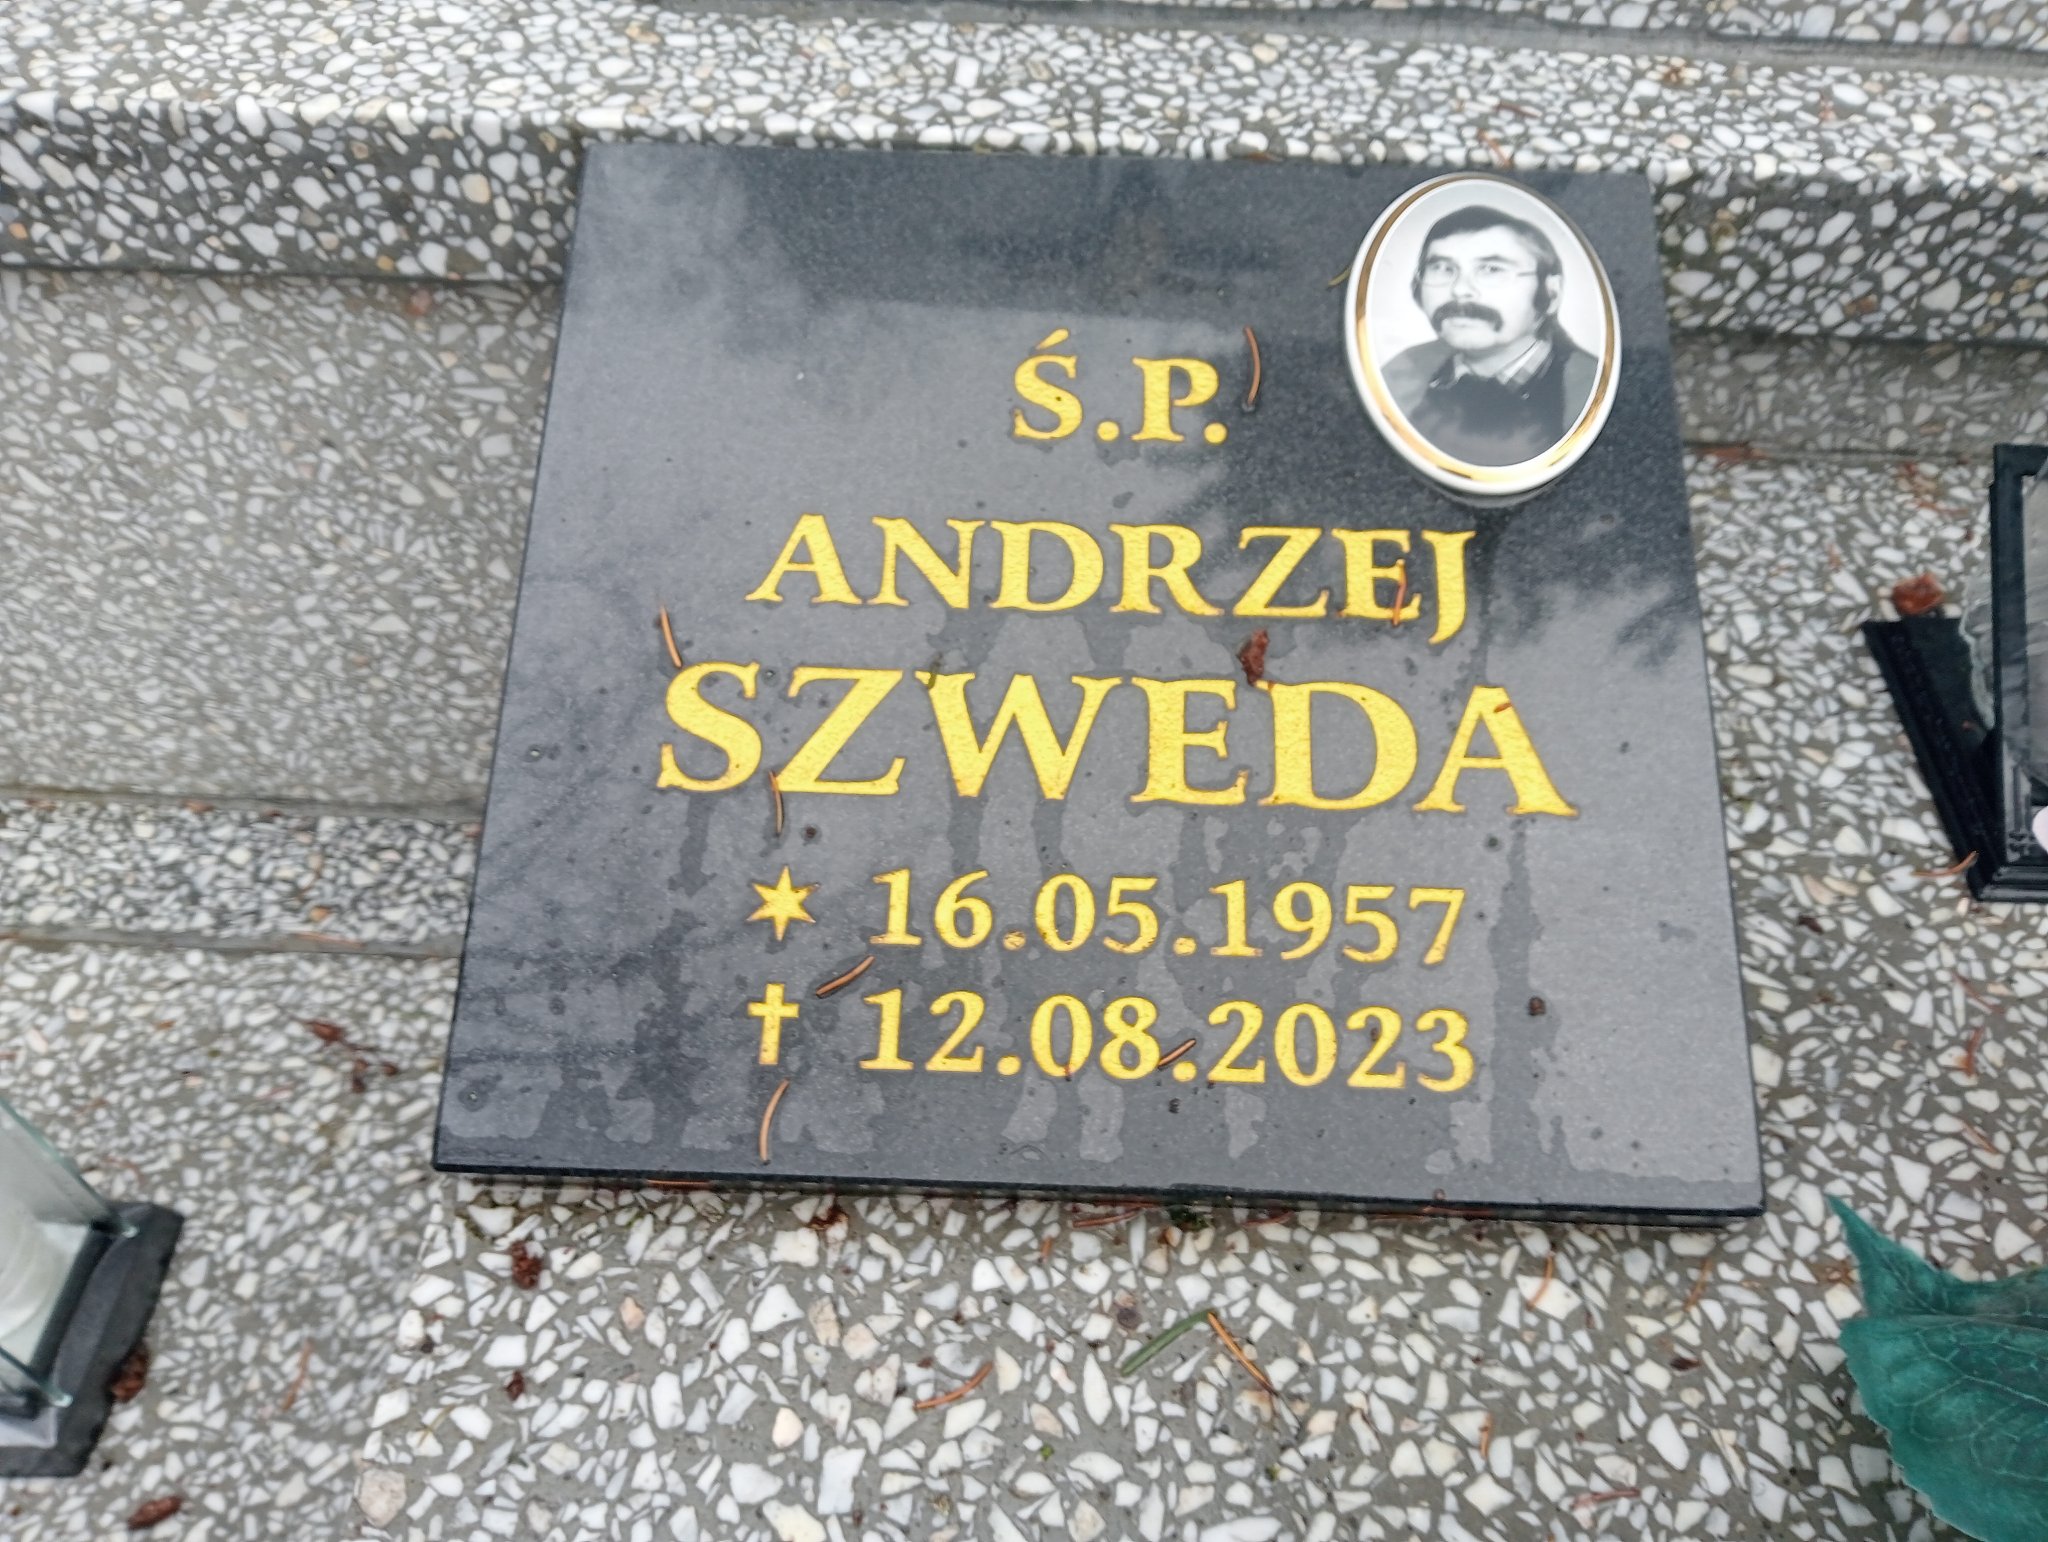 Ś.P.
ANDRZEJ
SZWEDA
✶ 16.05.1957
✝ 12.08.2023